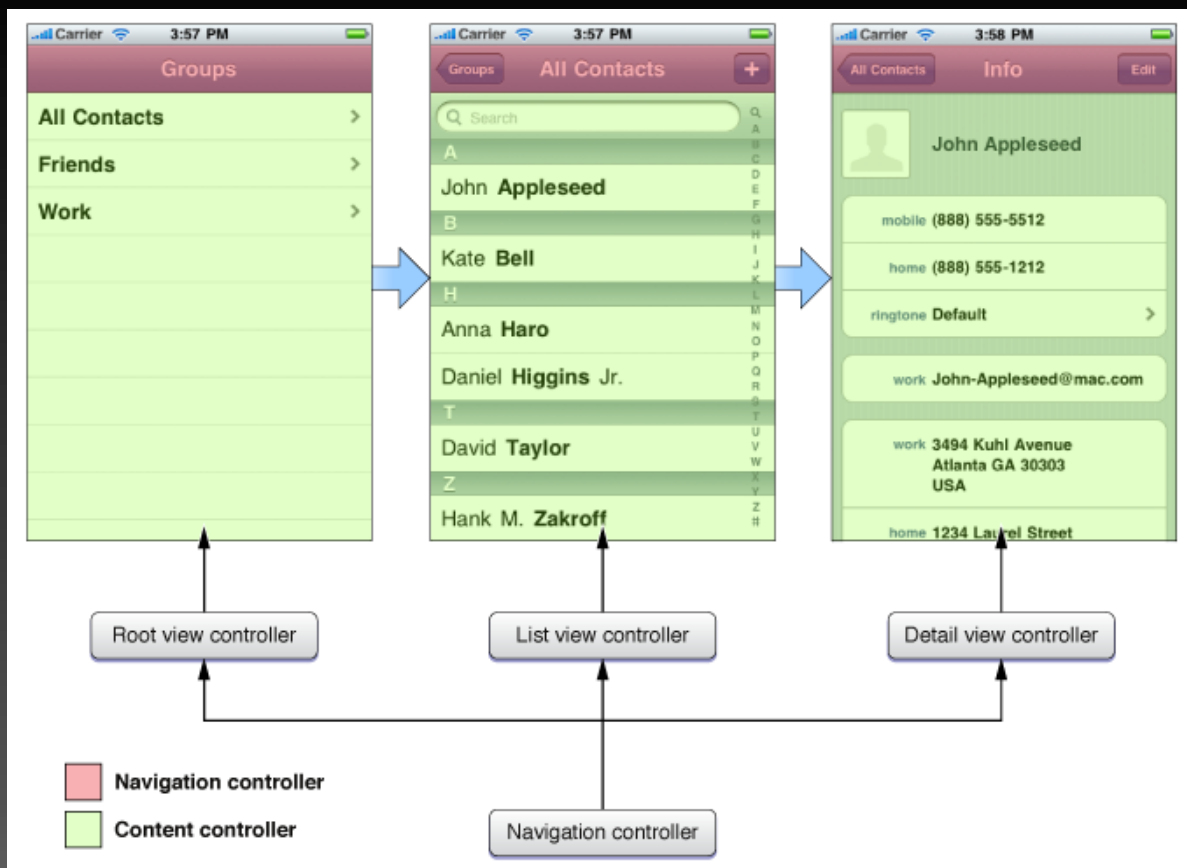 Carrier 3:57 PM
Groups
All Contacts
Friends
Work
Carrier 3:57 PM
Groups All Contacts +
Search
A
John Appleseed
B
Kate Bell
H
Anna Haro
Daniel Higgins Jr.
T
David Taylor
Z
Hank M. Zakroff
A
B
C
D
E
F
G
H
I
J
K
L
M
N
O
P
Q
R
S
T
U
V
W
X
Y
Z
#
Carrier 3:58 PM
All Contacts Info Edit
John Appleseed
mobile (888) 555-5512
home (888) 555-1212
ringtone Default
work John-Appleseed@mac.com
work 3494 Kuhl Avenue
Atlanta GA 30303
USA
home 1234 Laurel Street
Root view controller
List view controller
Detail view controller
Navigation controller
Content controller
Navigation controller